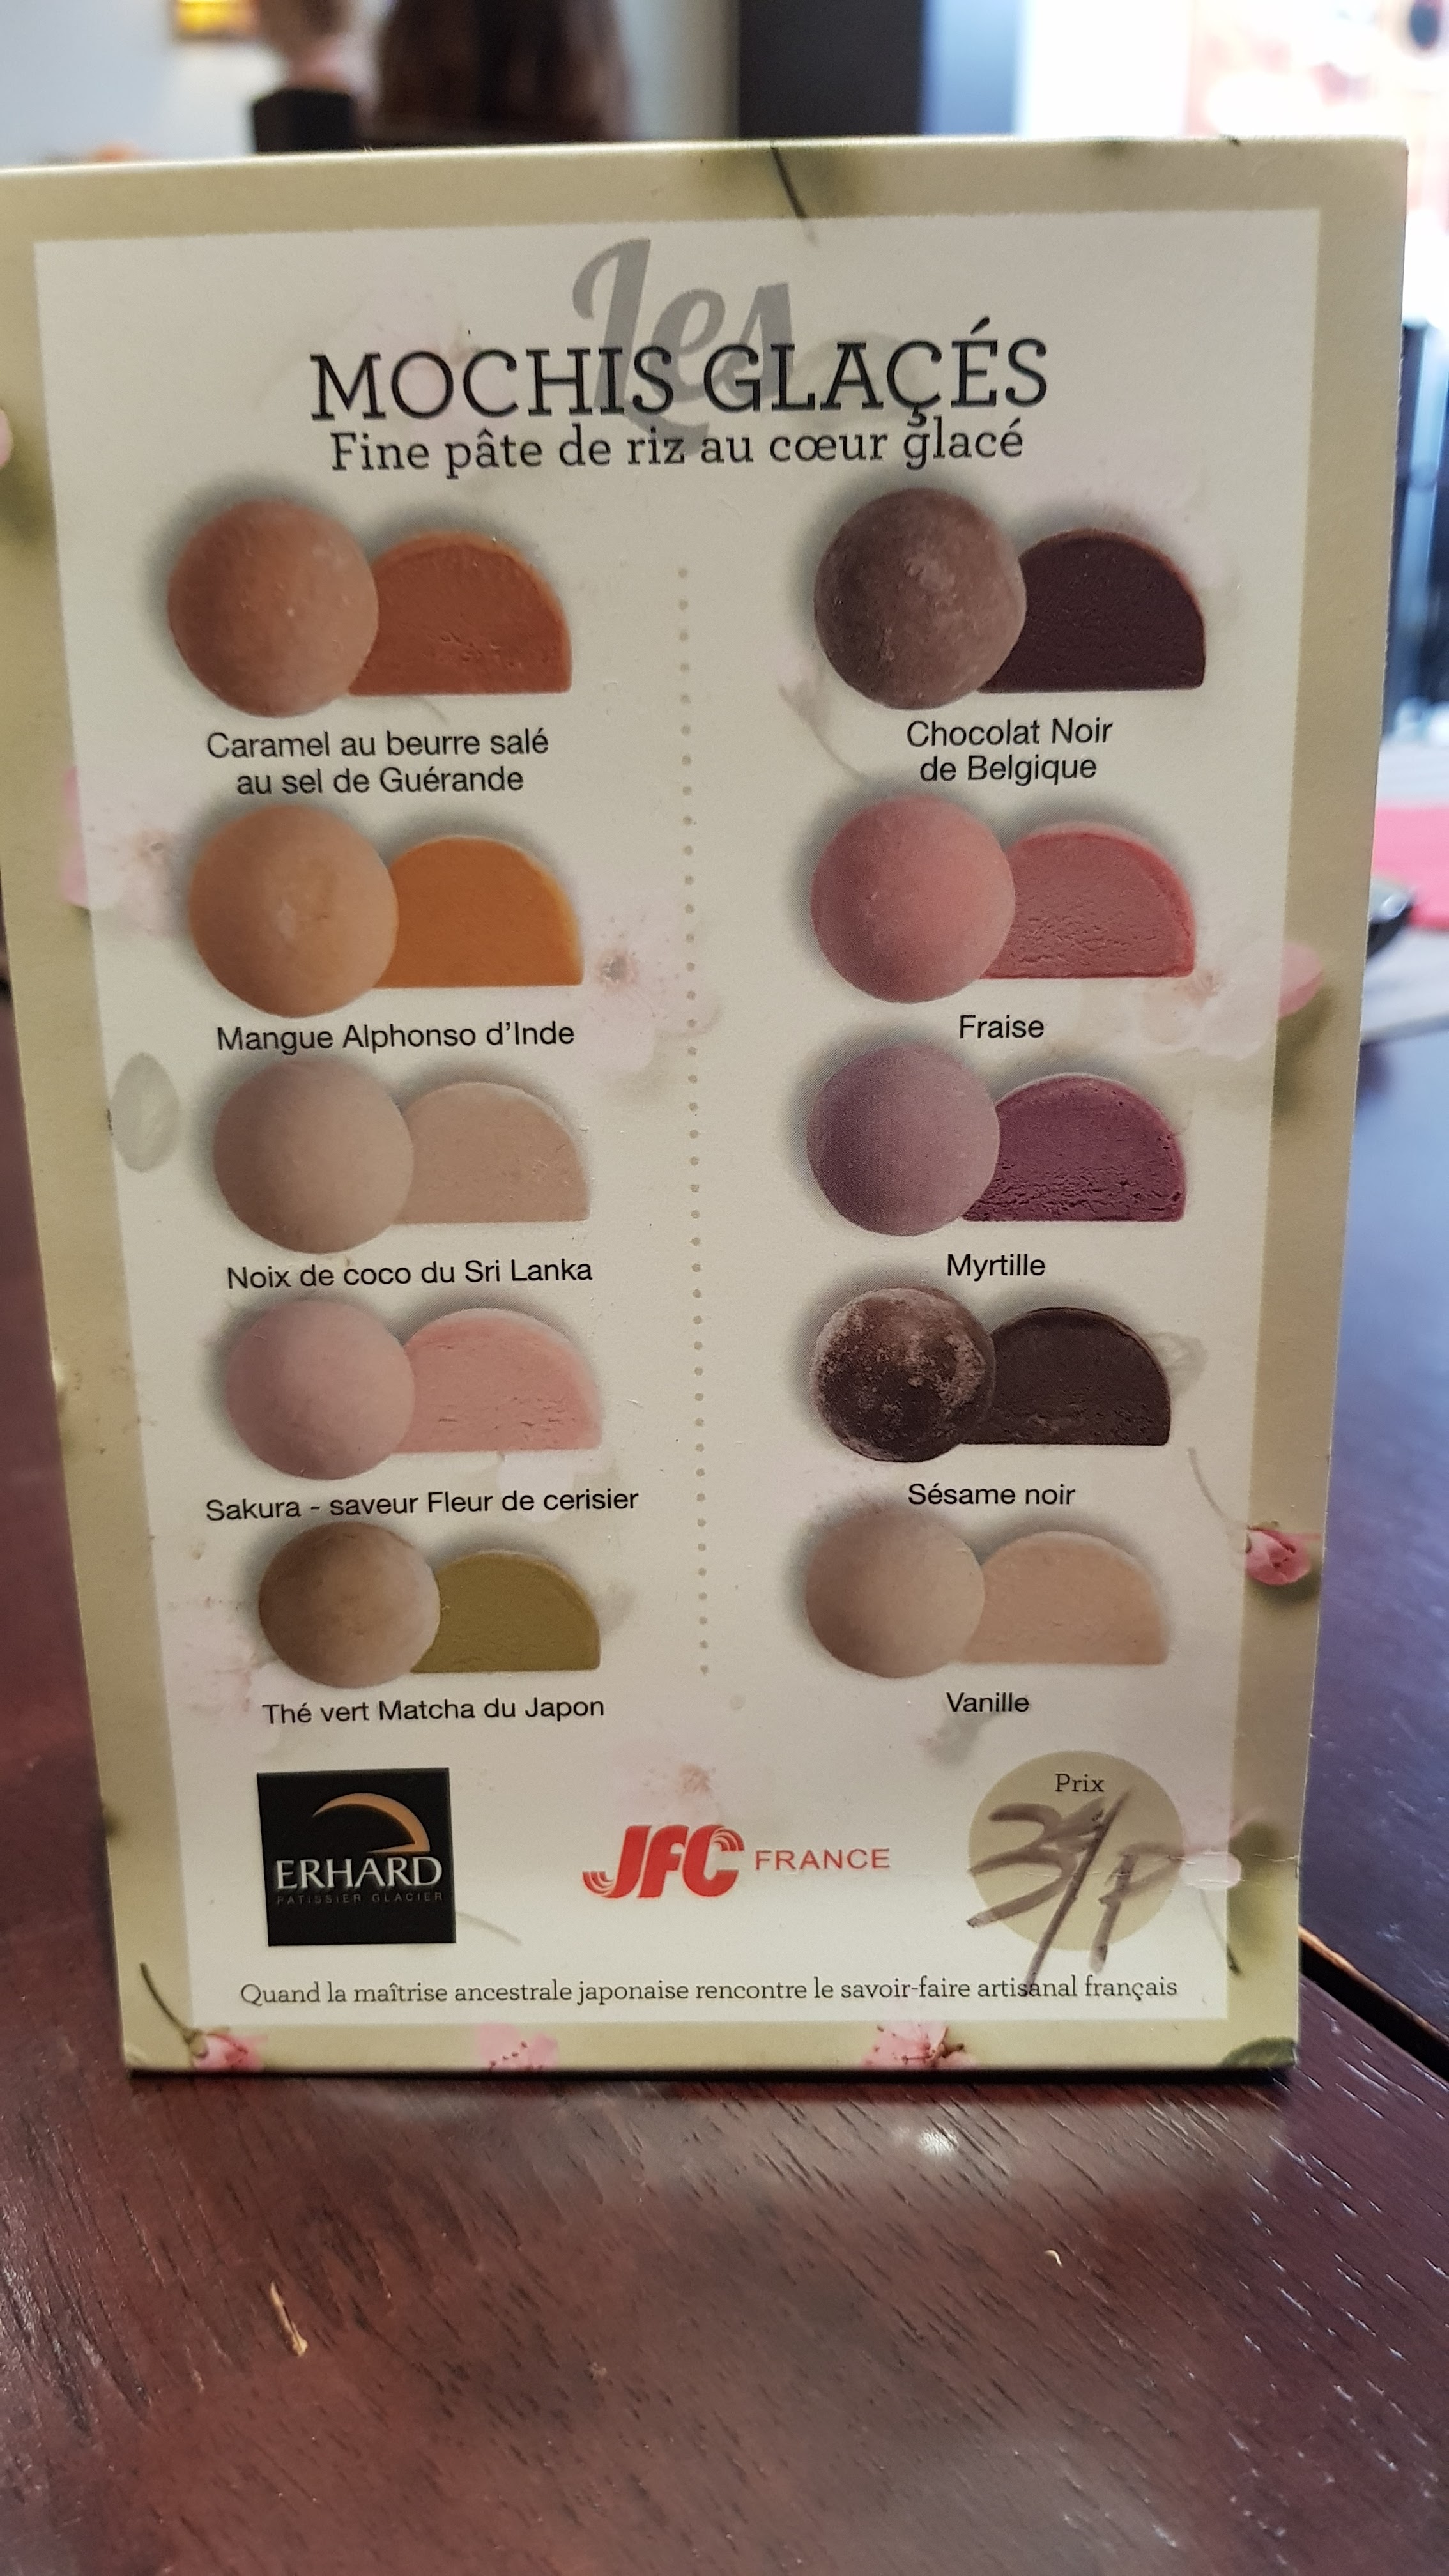 Les
MOCHIS GLAÇÉS
Fine pâte de riz au cœur glacé
Caramel au beurre salé
au sel de Guérande
Chocolat Noir
de Belgique
Mangue Alphonso d'Inde
Fraise
Noix de coco du Sri Lanka
Myrtille
Sakura - saveur Fleur de cerisier
Sésame noir
Thé vert Matcha du Japon
Vanille
ERHARD
PATISSIER GLACIER
JFC FRANCE
Prix
Quand la maîtrise ancestrale japonaise rencontre le savoir-faire artisanal français